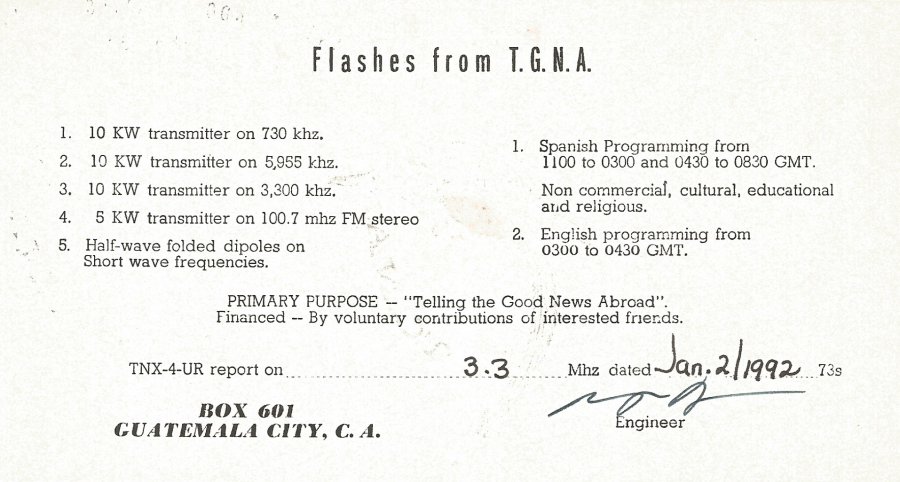 Flashes from T.G.N.A.
1. 10 KW transmitter on 730 khz.
2. 10 KW transmitter on 5,955 khz.
3. 10 KW transmitter on 3,300 khz.
4. 5 KW transmitter on 100.7 mhz FM stereo
5. Half-wave folded dipoles on
Short wave frequencies.
1. Spanish Programming from
1100 to 0300 and 0430 to 0830 GMT.
Non commercial, cultural, educational
and religious.
2. English programming from
0300 to 0430 GMT.
PRIMARY PURPOSE -- "Telling the Good News Abroad".
Financed -- By voluntary contributions of interested friends.
TNX-4-UR report on 3.3 Mhz dated Jan. 2/1992 73s
Engineer
BOX 601
GUATEMALA CITY, C. A.